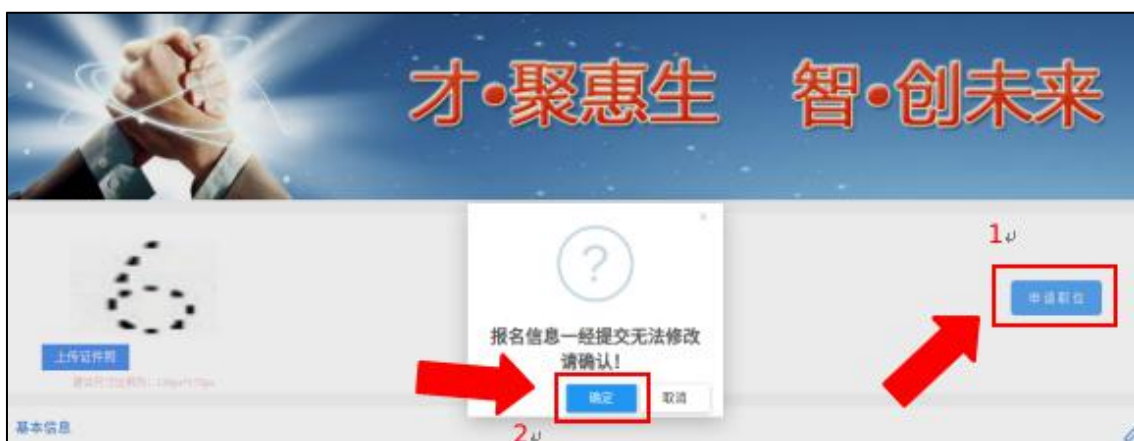 才·聚惠生 智·创未来
1
申请职位
6
上传证件照
报名信息一经提交无法修改
请确认！
确定 取消
基本信息
2